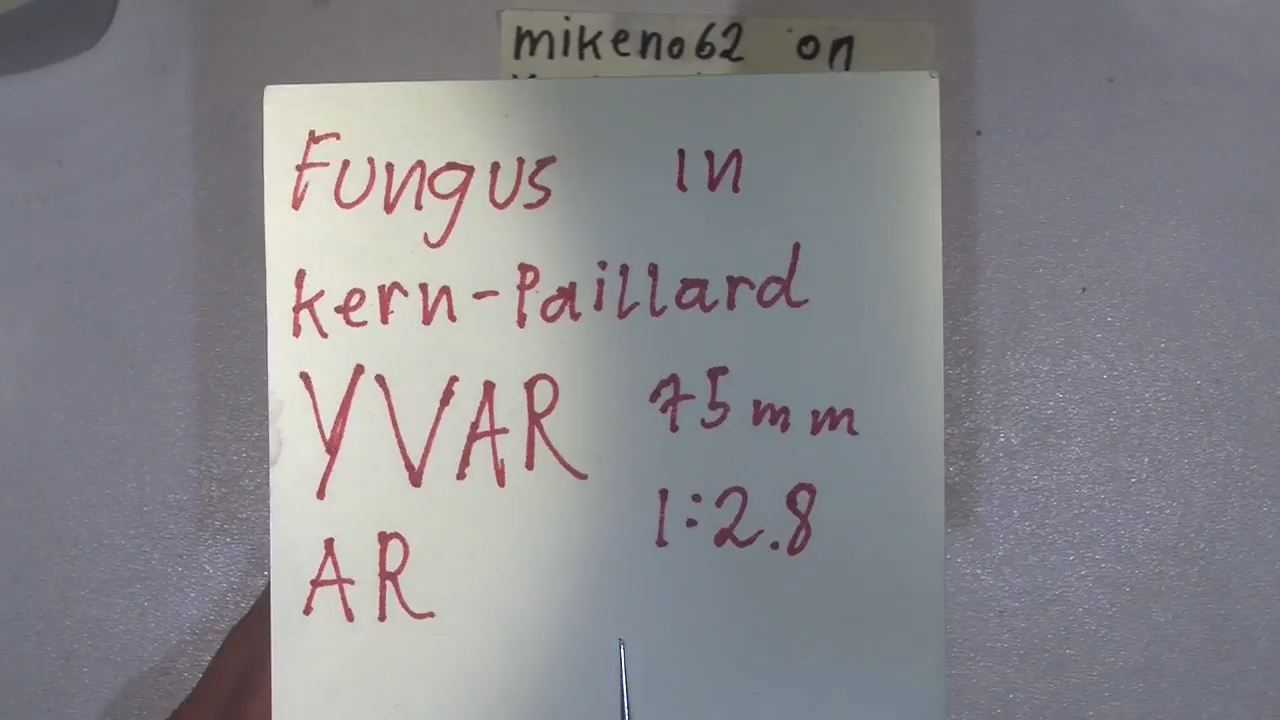 mikeno62 on
Fungus in
kern-Paillard
YVAR 75mm
1:2.8
AR